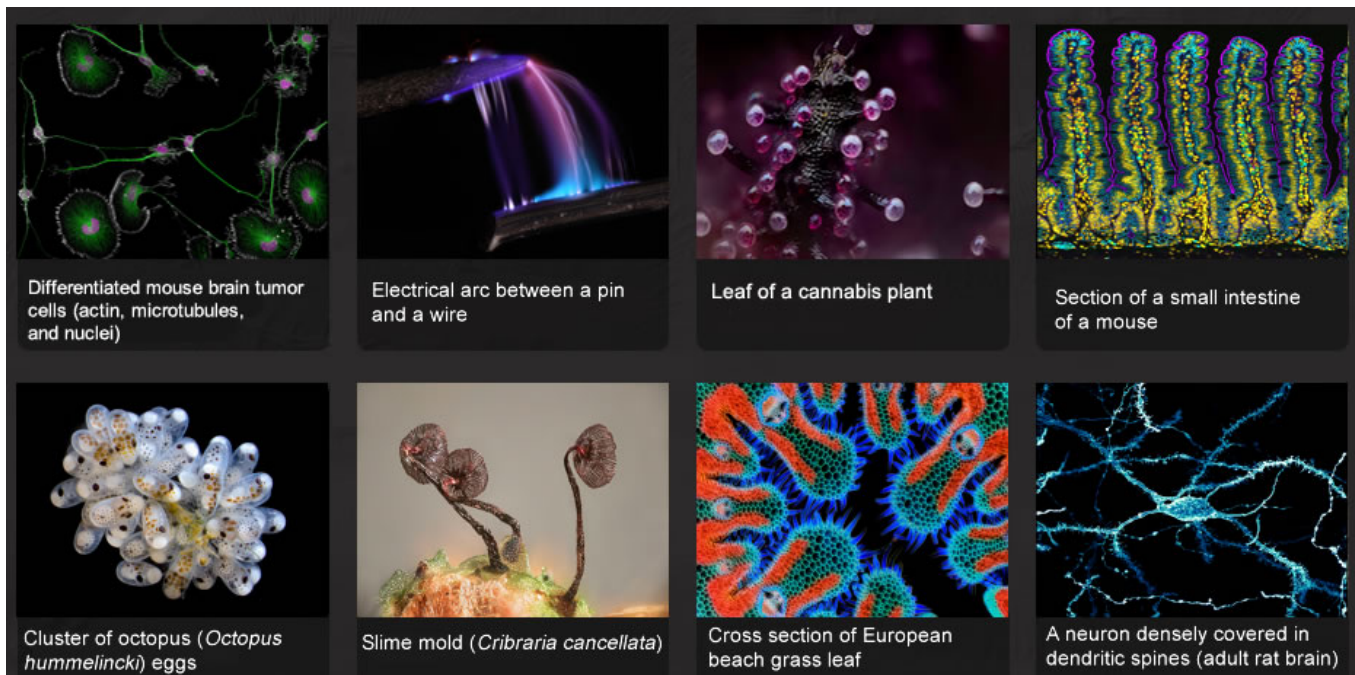 Differentiated mouse brain tumor
cells (actin, microtubules,
and nuclei)
Electrical arc between a pin
and a wire
Leaf of a cannabis plant
Section of a small intestine
of a mouse
Cluster of octopus (Octopus
hummelincki) eggs
Slime mold (Cribraria cancellata)
Cross section of European
beach grass leaf
A neuron densely covered in
dendritic spines (adult rat brain)